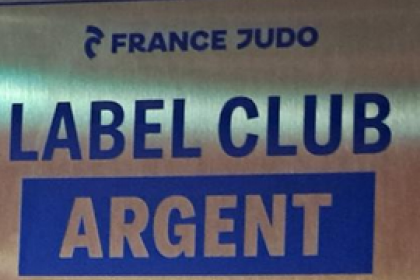 FRANCE JUDO
LABEL CLUB
ARGENT